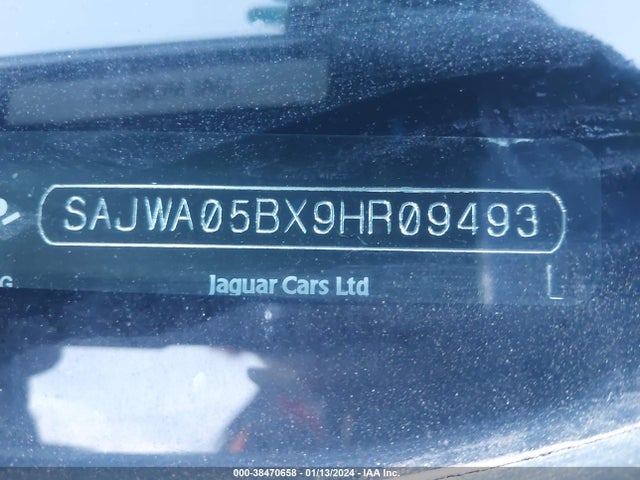 SAJWA05BX9HR09493
G
Jaguar Cars Ltd
L
000-38470658 - 01/13/2024 - IAA Inc.